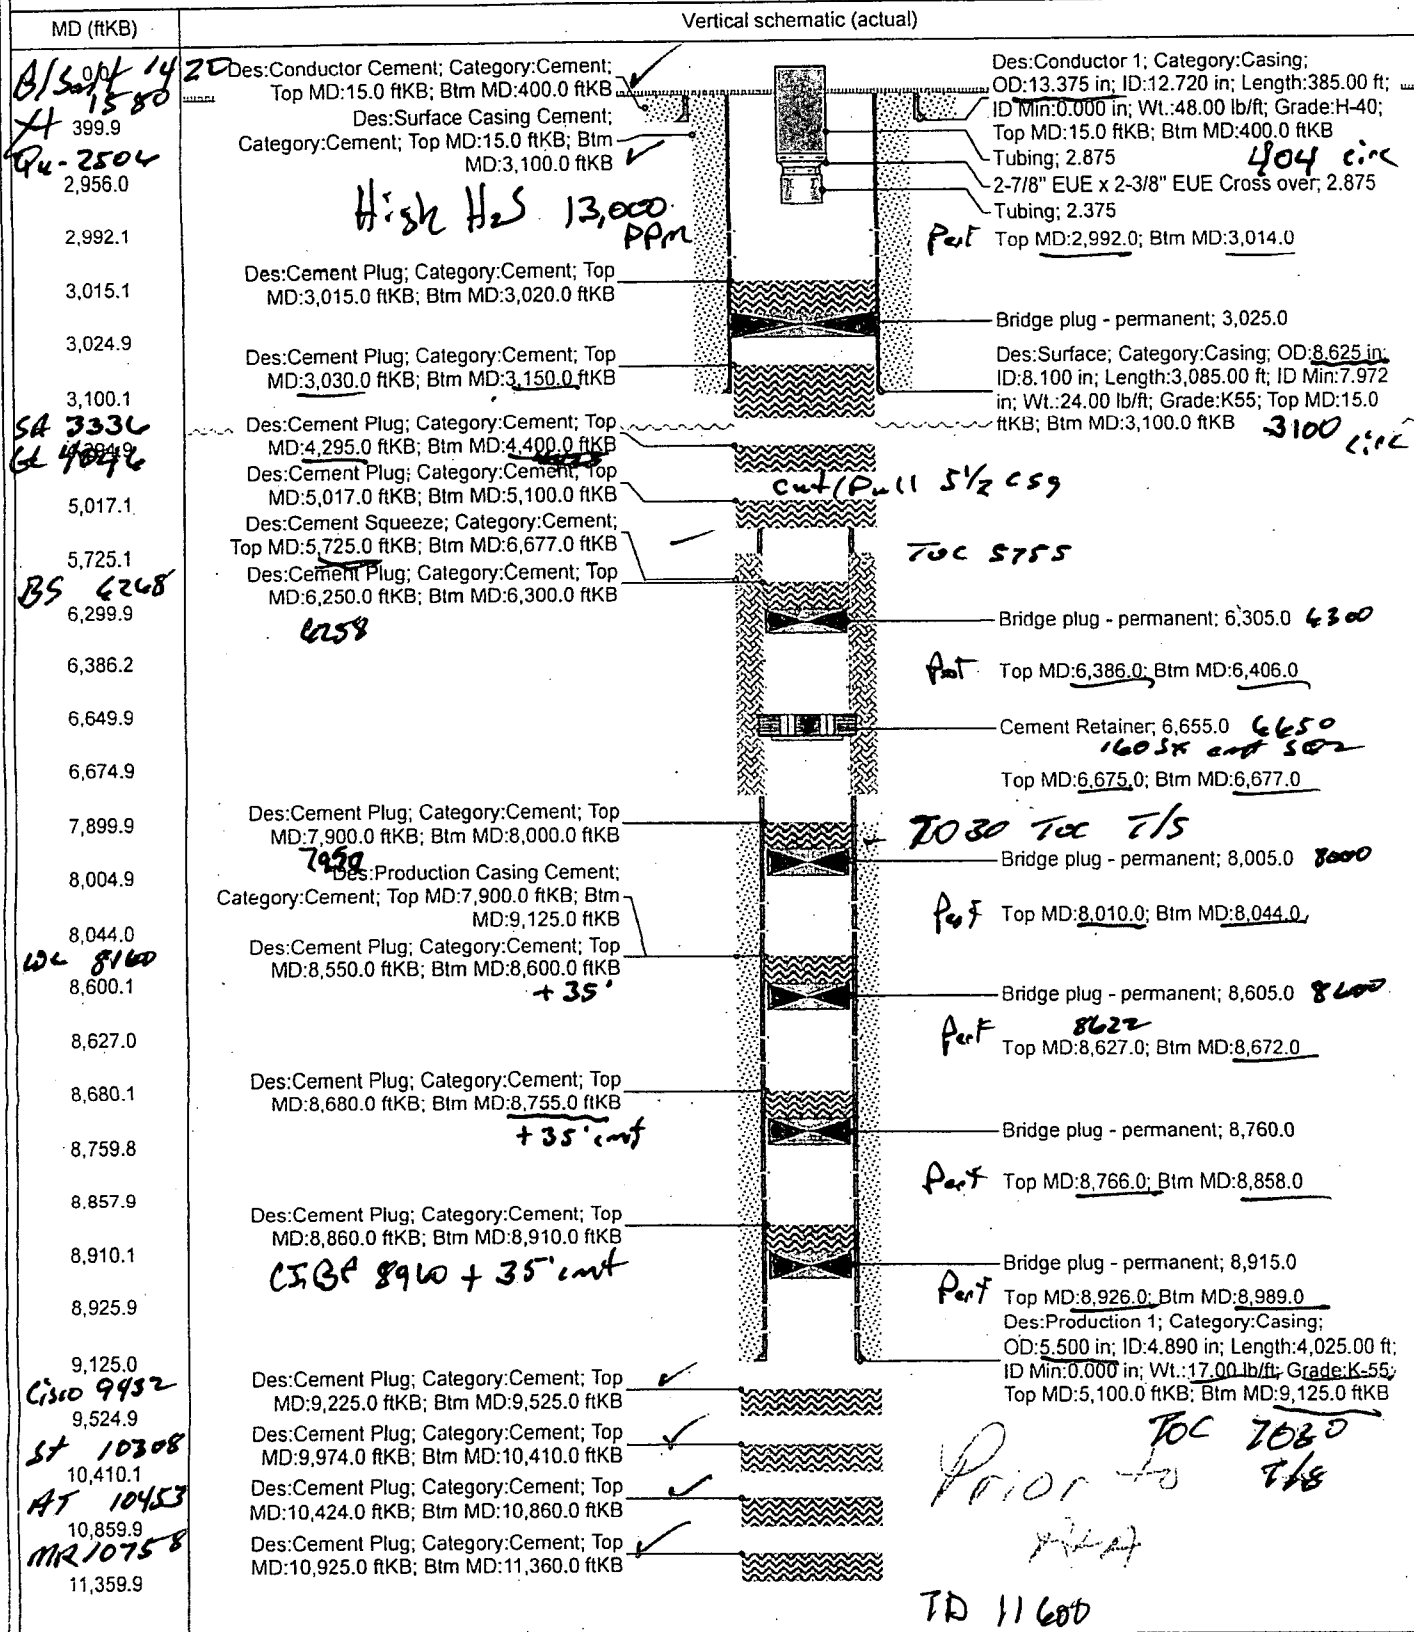 MD (ftKB)
Vertical schematic (actual)
B/Salt 1420
0.0
1580
399.9
Qu-2504
2,956.0
2,992.1
3,015.1
3,024.9
3,100.1
SA 3336
GL 4046
5,017.1
5,725.1
BS 6248
6,299.9
6,386.2
6,649.9
6,674.9
7,899.9
8,004.9
8,044.0
WC 8160
8,600.1
8,627.0
8,680.1
8,759.8
8,857.9
8,910.1
8,925.9
9,125.0
Cisco 9432
9,524.9
St 10308
10,410.1
AT 10453
10,859.9
MR 10758
11,359.9
Des:Conductor Cement; Category:Cement;
Top MD:15.0 ftKB; Btm MD:400.0 ftKB
Des:Surface Casing Cement;
Category:Cement; Top MD:15.0 ftKB; Btm
MD:3,100.0 ftKB
High H2S 13,000
PPM
Des:Cement Plug; Category:Cement; Top
MD:3,015.0 ftKB; Btm MD:3,020.0 ftKB
Des:Cement Plug; Category:Cement; Top
MD:3,030.0 ftKB; Btm MD:3,150.0 ftKB
Des:Cement Plug; Category:Cement; Top
MD:4,295.0 ftKB; Btm MD:4,400.0 ftKB
Des:Cement Plug; Category:Cement; Top
MD:5,017.0 ftKB; Btm MD:5,100.0 ftKB
Des:Cement Squeeze; Category:Cement;
Top MD:5,725.0 ftKB; Btm MD:6,677.0 ftKB
Des:Cement Plug; Category:Cement; Top
MD:6,250.0 ftKB; Btm MD:6,300.0 ftKB
6258
Des:Cement Plug; Category:Cement; Top
MD:7,900.0 ftKB; Btm MD:8,000.0 ftKB
7950
Des:Production Casing Cement;
Category:Cement; Top MD:7,900.0 ftKB; Btm
MD:9,125.0 ftKB
Des:Cement Plug; Category:Cement; Top
MD:8,550.0 ftKB; Btm MD:8,600.0 ftKB
+ 35'
Des:Cement Plug; Category:Cement; Top
MD:8,680.0 ftKB; Btm MD:8,755.0 ftKB
+ 35' cmt
Des:Cement Plug; Category:Cement; Top
MD:8,860.0 ftKB; Btm MD:8,910.0 ftKB
CIBP 8960 + 35' cmt
Des:Cement Plug; Category:Cement; Top
MD:9,225.0 ftKB; Btm MD:9,525.0 ftKB
Des:Cement Plug; Category:Cement; Top
MD:9,974.0 ftKB; Btm MD:10,410.0 ftKB
Des:Cement Plug; Category:Cement; Top
MD:10,424.0 ftKB; Btm MD:10,860.0 ftKB
Des:Cement Plug; Category:Cement; Top
MD:10,925.0 ftKB; Btm MD:11,360.0 ftKB
Des:Conductor 1; Category:Casing;
OD:13.375 in; ID:12.720 in; Length:385.00 ft;
ID Min:0.000 in; Wt.:48.00 lb/ft; Grade:H-40;
Top MD:15.0 ftKB; Btm MD:400.0 ftKB
Tubing; 2.875
404 circ
2-7/8" EUE x 2-3/8" EUE Cross over; 2.875
Tubing; 2.375
Perf Top MD:2,992.0; Btm MD:3,014.0
Bridge plug - permanent; 3,025.0
Des:Surface; Category:Casing; OD:8.625 in;
ID:8.100 in; Length:3,085.00 ft; ID Min:7.972
in; Wt.:24.00 lb/ft; Grade:K55; Top MD:15.0
ftKB; Btm MD:3,100.0 ftKB
3100 circ
cut/Pull 5 1/2 csg
TOC 5755
Bridge plug - permanent; 6,305.0 6300
Perf Top MD:6,386.0; Btm MD:6,406.0
Cement Retainer; 6,655.0 6650
160 sx cmt SQZ
Top MD:6,675.0; Btm MD:6,677.0
7030 TOC T/S
Bridge plug - permanent; 8,005.0 8000
Perf Top MD:8,010.0; Btm MD:8,044.0
Bridge plug - permanent; 8,605.0 8600
8622
Perf Top MD:8,627.0; Btm MD:8,672.0
Bridge plug - permanent; 8,760.0
Perf Top MD:8,766.0; Btm MD:8,858.0
Bridge plug - permanent; 8,915.0
Perf Top MD:8,926.0; Btm MD:8,989.0
Des:Production 1; Category:Casing;
OD:5.500 in; ID:4.890 in; Length:4,025.00 ft;
ID Min:0.000 in; Wt.:17.00 lb/ft; Grade:K-55;
Top MD:5,100.0 ftKB; Btm MD:9,125.0 ftKB
TOC 7030
T/S
Prior to
P&A
TD 11600